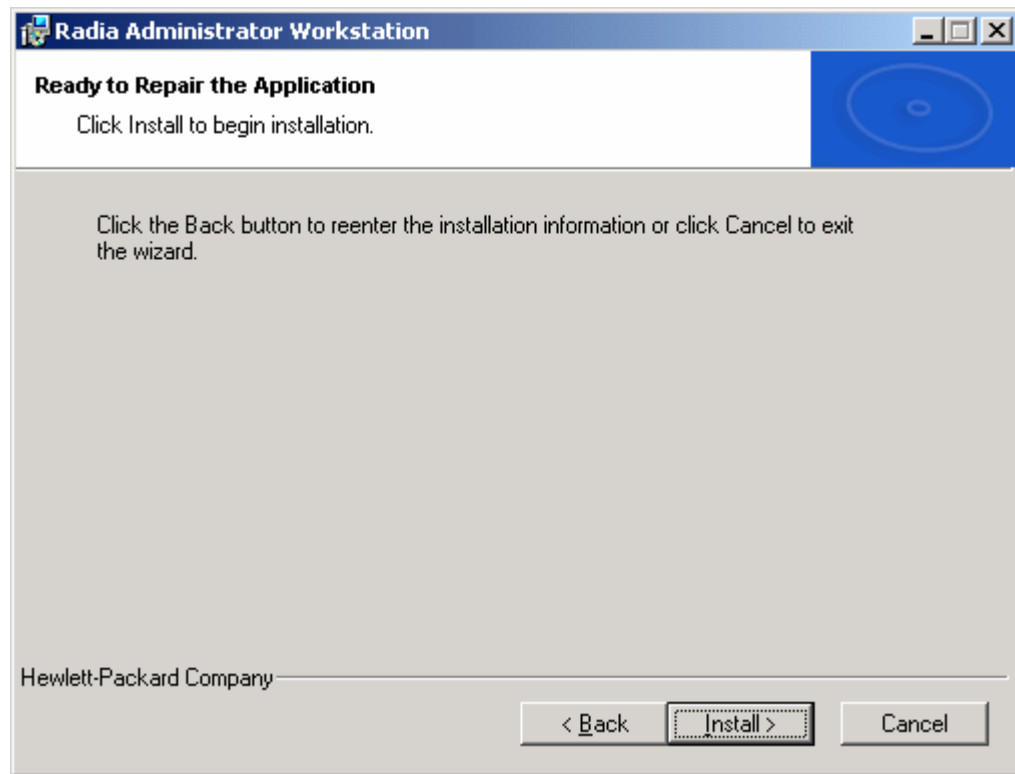 Radia Administrator Workstation
Ready to Repair the Application
Click Install to begin installation.
Click the Back button to reenter the installation information or click Cancel to exit
the wizard.
Hewlett-Packard Company
< Back
Install >
Cancel